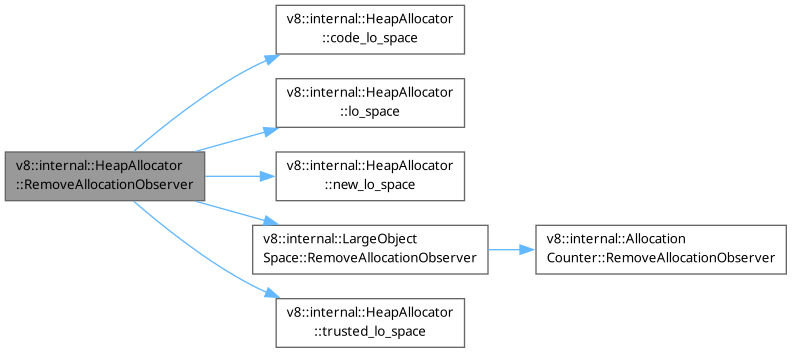 v8::internal::HeapAllocator
::code_lo_space
v8::internal::HeapAllocator
::lo_space
v8::internal::HeapAllocator
::RemoveAllocationObserver
v8::internal::HeapAllocator
::new_lo_space
v8::internal::LargeObject
Space::RemoveAllocationObserver
v8::internal::Allocation
Counter::RemoveAllocationObserver
v8::internal::HeapAllocator
::trusted_lo_space